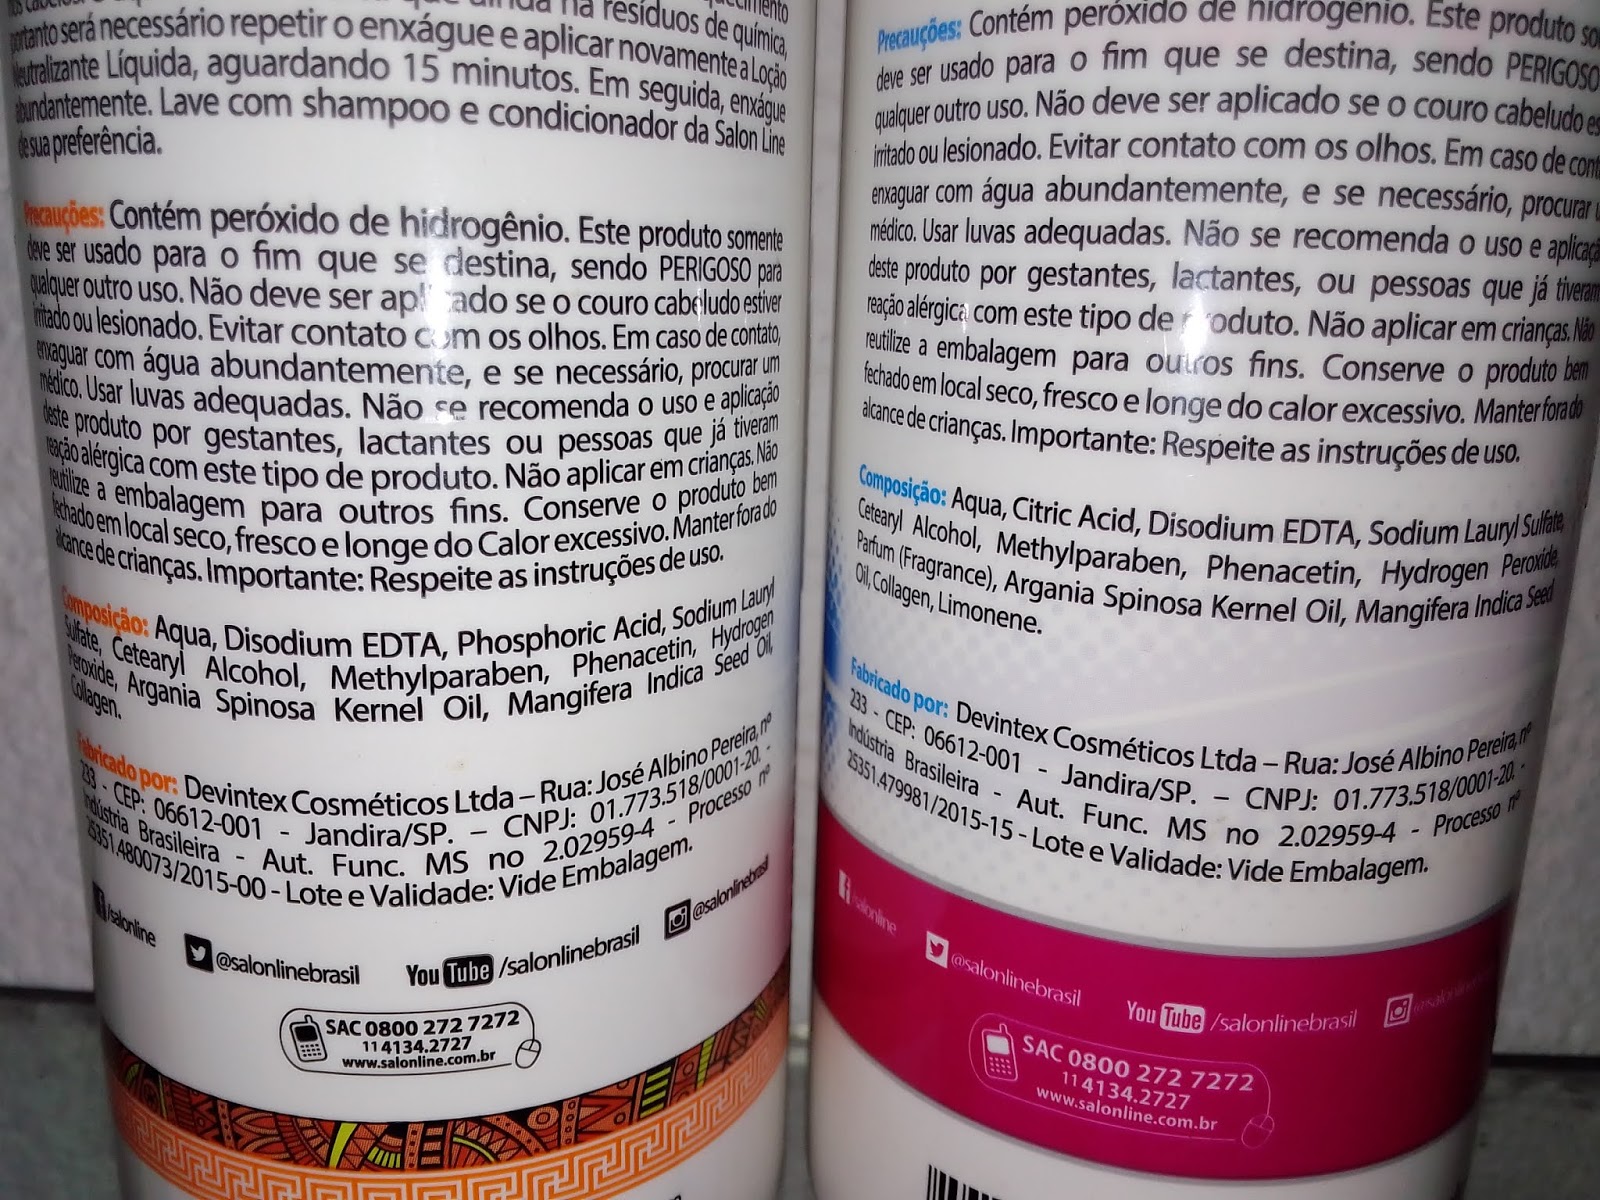 ainda há resíduos de química,
portanto será necessário repetir o enxágue e aplicar novamente a Loção
Neutralizante Líquida, aguardando 15 minutos. Em seguida, enxágue
abundantemente. Lave com shampoo e condicionador da Salon Line
de sua preferência.
Precauções: Contém peróxido de hidrogênio. Este produto somente
deve ser usado para o fim que se destina, sendo PERIGOSO para
qualquer outro uso. Não deve ser aplicado se o couro cabeludo estiver
irritado ou lesionado. Evitar contato com os olhos. Em caso de contato,
enxaguar com água abundantemente, e se necessário, procurar um
médico. Usar luvas adequadas. Não se recomenda o uso e aplicação
deste produto por gestantes, lactantes ou pessoas que já tiveram
reação alérgica com este tipo de produto. Não aplicar em crianças. Não
reutilize a embalagem para outros fins. Conserve o produto bem
fechado em local seco, fresco e longe do Calor excessivo. Manter fora do
alcance de crianças. Importante: Respeite as instruções de uso.
Composição: Aqua, Disodium EDTA, Phosphoric Acid, Sodium Lauryl
Sulfate, Cetearyl Alcohol, Methylparaben, Phenacetin, Hydrogen
Peroxide, Argania Spinosa Kernel Oil, Mangifera Indica Seed Oil,
Collagen.
Fabricado por: Devintex Cosméticos Ltda – Rua: José Albino Pereira, nº
233 - CEP: 06612-001 - Jandira/SP. – CNPJ: 01.773.518/0001-20. -
Indústria Brasileira - Aut. Func. MS no 2.02959-4 - Processo nº
25351.480073/2015-00 - Lote e Validade: Vide Embalagem.
f /salonline @salonlinebrasil You Tube /salonlinebrasil @salonlinebrasil
SAC 0800 272 7272
11 4134.2727
www.salonline.com.br
Precauções: Contém peróxido de hidrogênio. Este produto
deve ser usado para o fim que se destina, sendo PERIGOSO
qualquer outro uso. Não deve ser aplicado se o couro cabeludo
irritado ou lesionado. Evitar contato com os olhos. Em caso de
enxaguar com água abundantemente, e se necessário, procurar
médico. Usar luvas adequadas. Não se recomenda o uso e
deste produto por gestantes, lactantes, ou pessoas que já tiveram
reação alérgica com este tipo de produto. Não aplicar em crianças. Não
reutilize a embalagem para outros fins. Conserve o produto bem
fechado em local seco, fresco e longe do calor excessivo. Manter fora do
alcance de crianças. Importante: Respeite as instruções de uso.
Composição: Aqua, Citric Acid, Disodium EDTA, Sodium Lauryl Sulfate,
Cetearyl Alcohol, Methylparaben, Phenacetin, Hydrogen Peroxide,
Parfum (Fragrance), Argania Spinosa Kernel Oil, Mangifera Indica Seed
Oil, Collagen, Limonene.
Fabricado por: Devintex Cosméticos Ltda – Rua: José Albino Pereira, nº
233 - CEP: 06612-001 - Jandira/SP. – CNPJ: 01.773.518/0001-20. -
Indústria Brasileira - Aut. Func. MS no 2.02959-4 - Processo nº
25351.479981/2015-15 - Lote e Validade: Vide Embalagem.
f /salonline @salonlinebrasil You Tube /salonlinebrasil
SAC 0800 272 7272
11 4134.2727
www.salonline.com.br